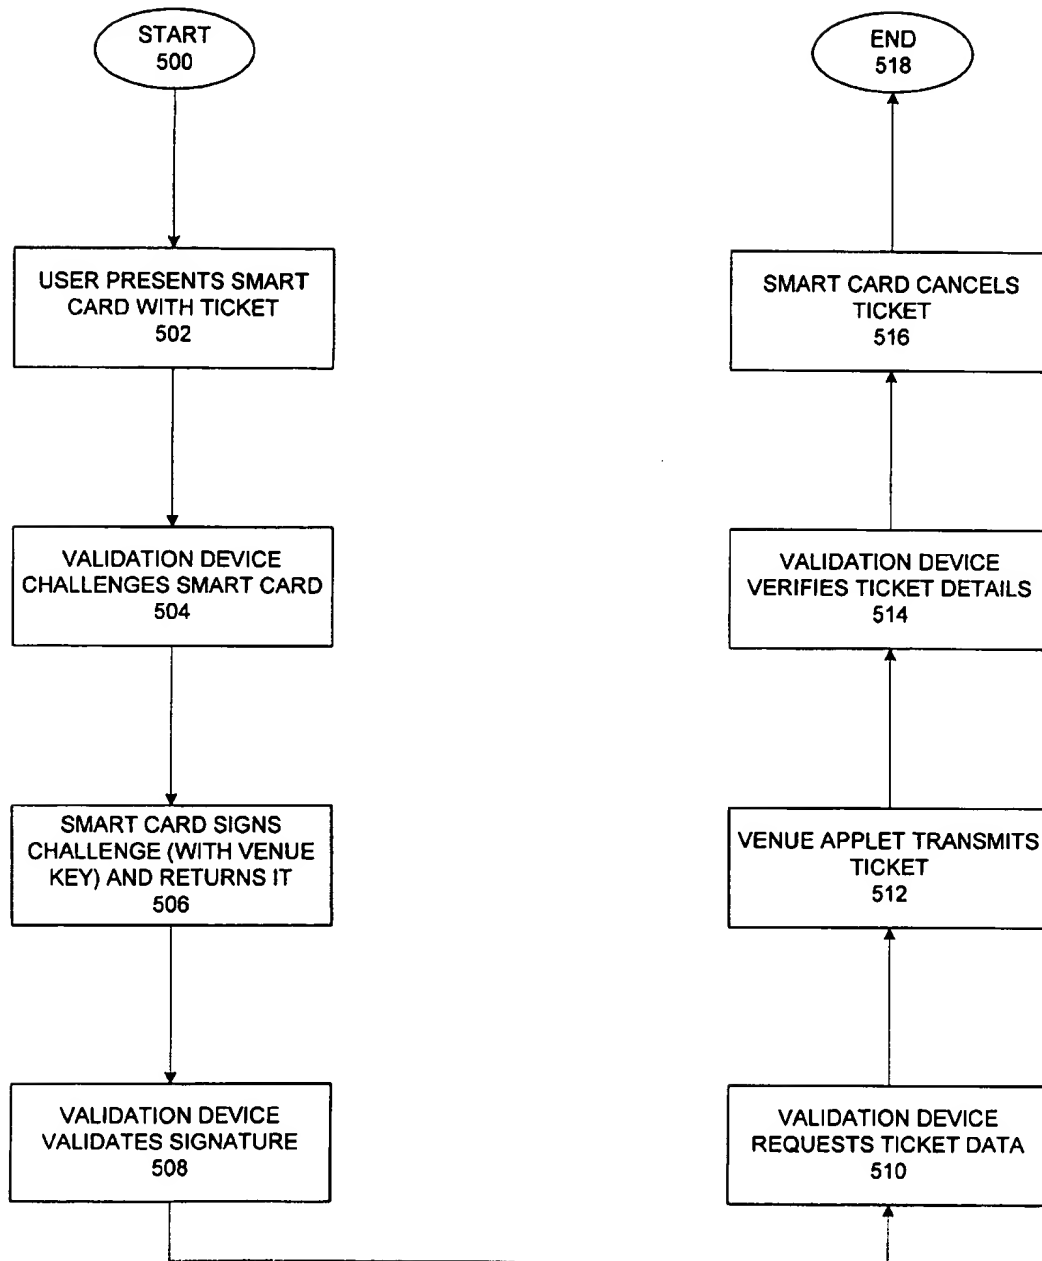 START
500
USER PRESENTS SMART
CARD WITH TICKET
502
VALIDATION DEVICE
CHALLENGES SMART CARD
504
SMART CARD SIGNS
CHALLENGE (WITH VENUE
KEY) AND RETURNS IT
506
VALIDATION DEVICE
VALIDATES SIGNATURE
508
VALIDATION DEVICE
REQUESTS TICKET DATA
510
VENUE APPLET TRANSMITS
TICKET
512
VALIDATION DEVICE
VERIFIES TICKET DETAILS
514
SMART CARD CANCELS
TICKET
516
END
518